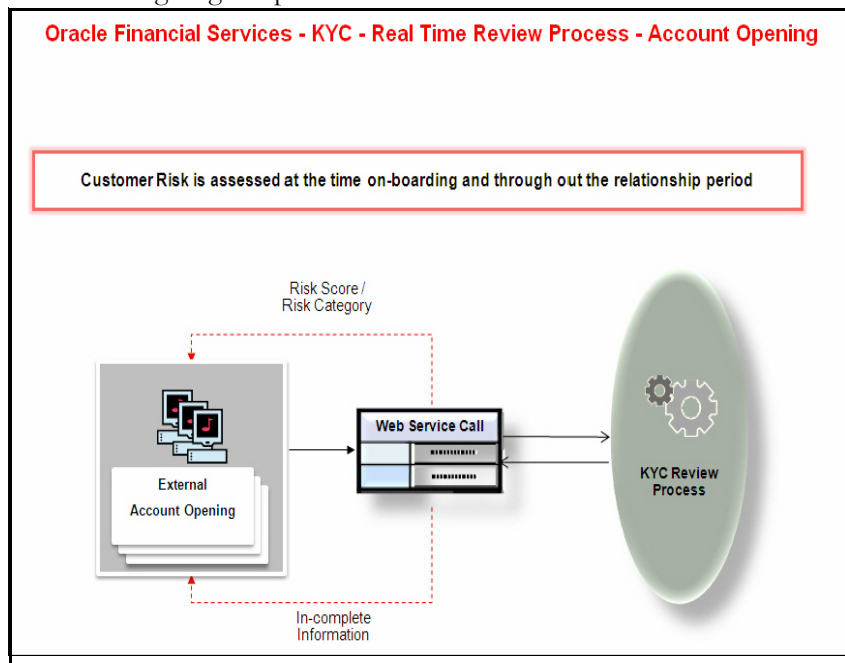 Oracle Financial Services - KYC - Real Time Review Process - Account Opening
Customer Risk is assessed at the time on-boarding and through out the relationship period
Risk Score /
Risk Category
Web Service Call
External
Account Opening
KYC Review
Process
In-complete
Information